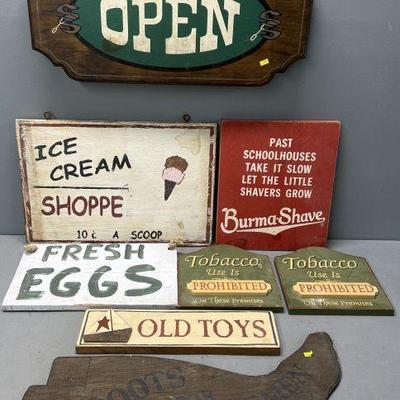 OPEN
ICE
CREAM
SHOPPE
10¢ A SCOOP
PAST
SCHOOLHOUSES
TAKE IT SLOW
LET THE LITTLE
SHAVERS GROW
Burma-Shave
FRESH
EGGS
Tobacco
Use Is
PROHIBITED
On These Premises
Tobacco
Use Is
PROHIBITED
On These Premises
OLD TOYS
BOOTS